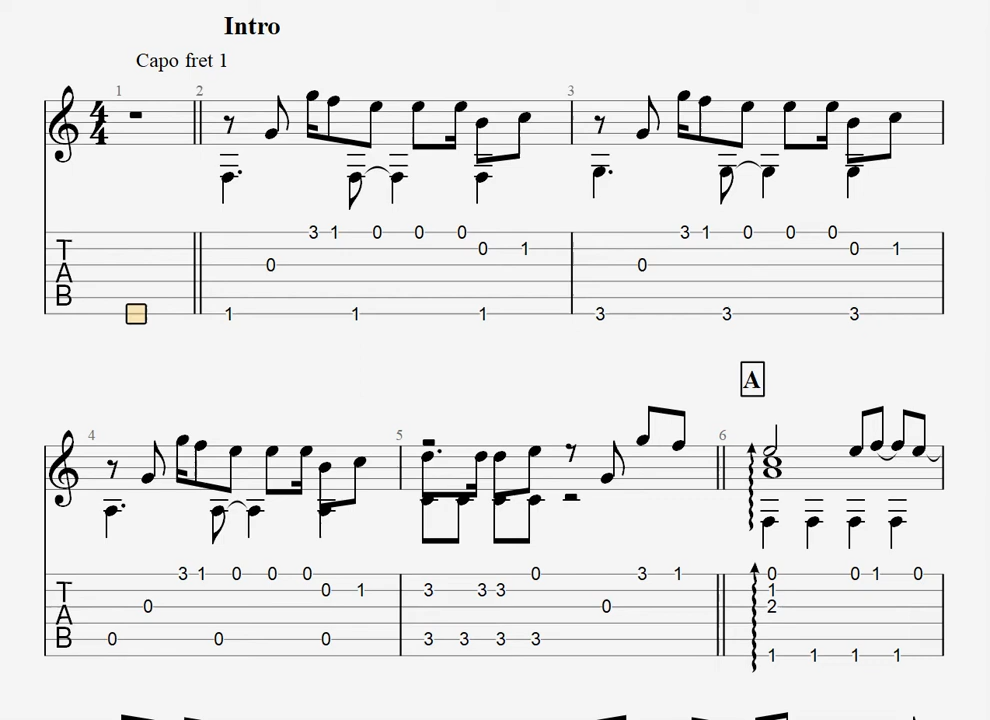 Intro
Capo fret 1
1 2 3
4
4
T 3 1 0 0 0 0 1 3 1 0 0 0 0 1
A 0 0
B
1 1 1 3 3 3
A
4 5 6
T 3 1 0 0 0 0 1 3 3 3 0 3 1 0 1 0 1 0
A 0 0 2
B 0 0 0 3 3 3 3
1 1 1 1